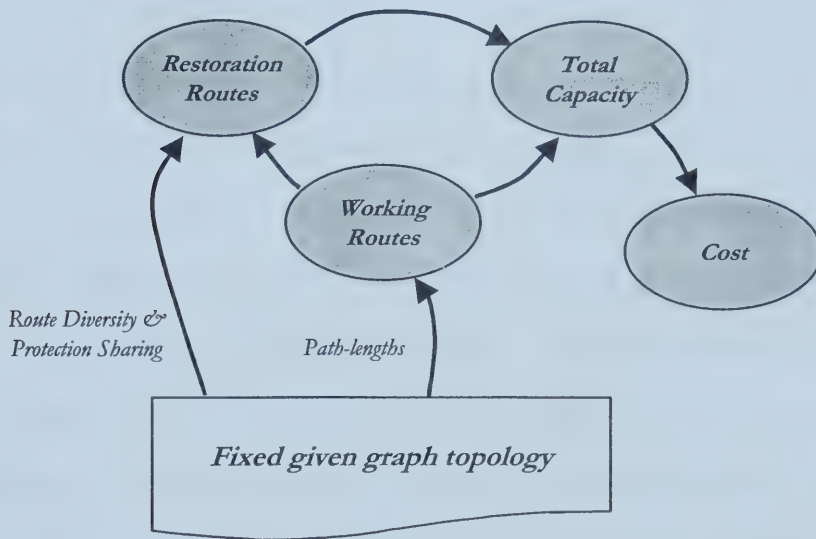 Restoration
Routes
Total
Capacity
Working
Routes
Cost
Route Diversity &
Protection Sharing
Path-lengths
Fixed given graph topology